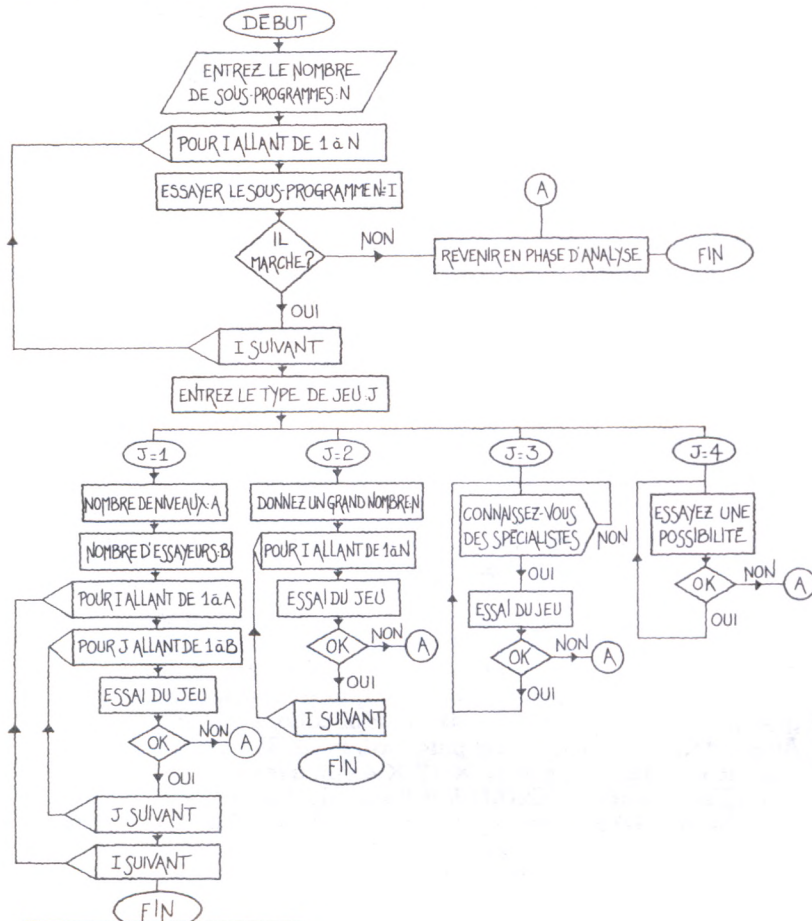 DÉBUT
ENTREZ LE NOMBRE
DE SOUS-PROGRAMMES:N
POUR I ALLANT DE 1 à N
ESSAYER LE SOUS-PROGRAMME N:I
IL
MARCHE?
NON
A
REVENIR EN PHASE D'ANALYSE
FIN
OUI
I SUIVANT
ENTREZ LE TYPE DE JEU:J
J=1
NOMBRE DE NIVEAUX:A
NOMBRE D'ESSAYEURS:B
POUR I ALLANT DE 1 à A
POUR J ALLANT DE 1 à B
ESSAI DU JEU
OK
NON
A
OUI
J SUIVANT
I SUIVANT
FIN
J=2
DONNEZ UN GRAND NOMBRE:N
POUR I ALLANT DE 1 à N
ESSAI DU JEU
OK
NON
A
OUI
I SUIVANT
FIN
J=3
CONNAISSEZ-VOUS
DES SPÉCIALISTES
NON
OUI
ESSAI DU JEU
OK
NON
A
OUI
J=4
ESSAYEZ UNE
POSSIBILITÉ
OK
NON
A
OUI